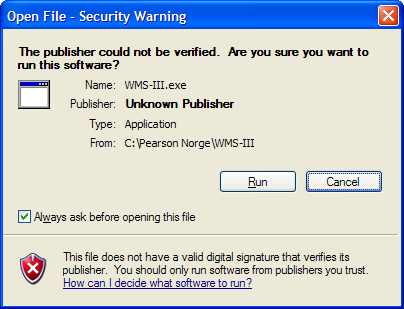 Open File - Security Warning
The publisher could not be verified.  Are you sure you want to
run this software?
Name: WMS-III.exe
Publisher: Unknown Publisher
Type: Application
From: C:\Pearson Norge\WMS-III
Run Cancel
Always ask before opening this file
This file does not have a valid digital signature that verifies its
publisher.  You should only run software from publishers you trust.
How can I decide what software to run?